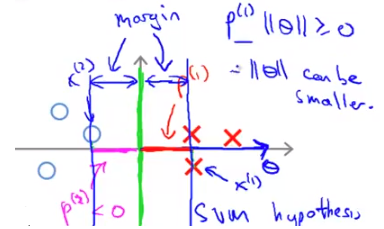 margin
p⁽¹⁾ ||θ|| ≥ 0
x⁽²⁾
p⁽¹⁾
= ||θ|| can be
smaller.
θ
x⁽¹⁾
p⁽²⁾
< 0
SVM hypothesis